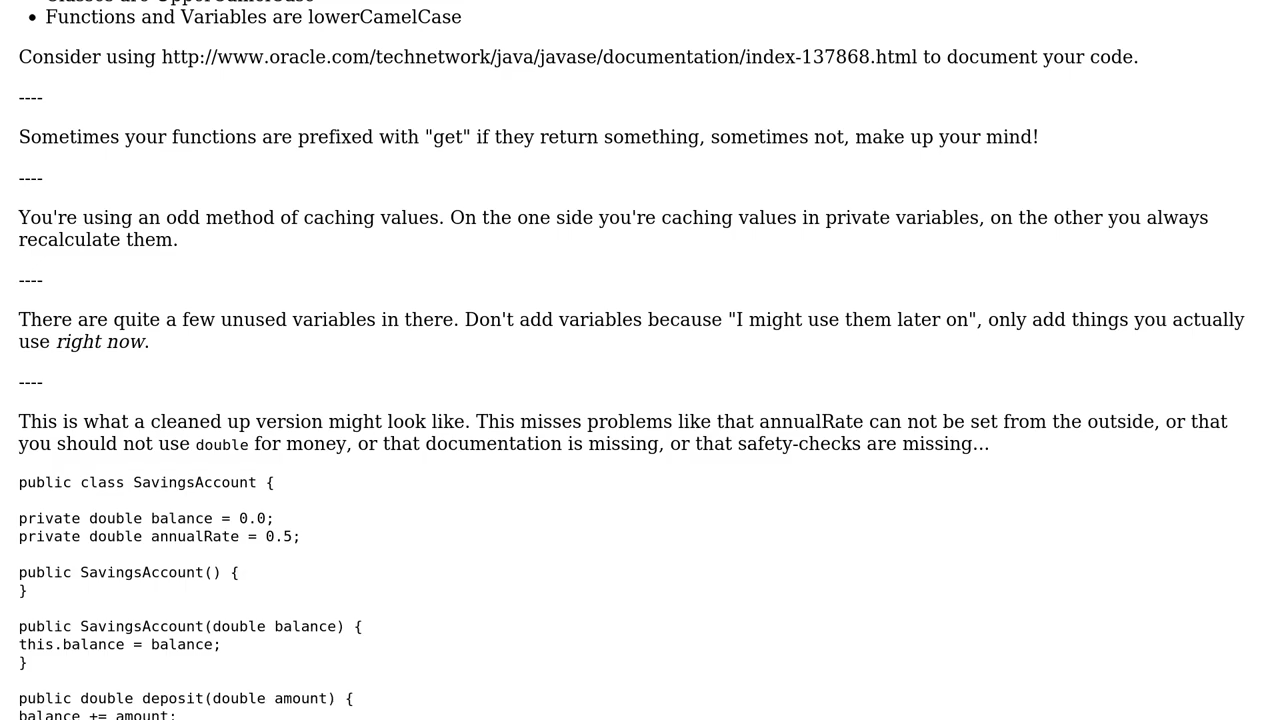 Classes are UpperCamelCase
Functions and Variables are lowerCamelCase
Consider using http://www.oracle.com/technetwork/java/javase/documentation/index-137868.html to document your code.
----
Sometimes your functions are prefixed with "get" if they return something, sometimes not, make up your mind!
----
You're using an odd method of caching values. On the one side you're caching values in private variables, on the other you always
recalculate them.
----
There are quite a few unused variables in there. Don't add variables because "I might use them later on", only add things you actually
use right now.
----
This is what a cleaned up version might look like. This misses problems like that annualRate can not be set from the outside, or that
you should not use double for money, or that documentation is missing, or that safety-checks are missing...
public class SavingsAccount {
private double balance = 0.0;
private double annualRate = 0.5;
public SavingsAccount() {
}
public SavingsAccount(double balance) {
this.balance = balance;
}
public double deposit(double amount) {
balance += amount;